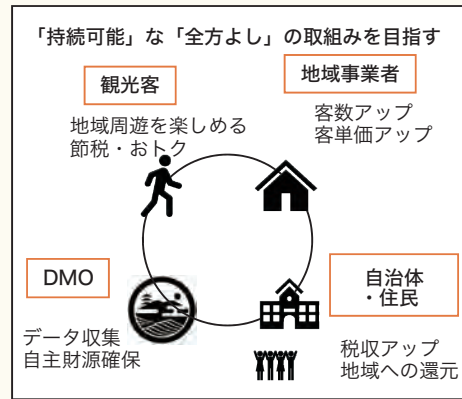 「持続可能」な「全方よし」の取組みを目指す
観光客
地域周遊を楽しめる
節税・おトク
地域事業者
客数アップ
客単価アップ
DMO
データ収集
自主財源確保
自治体
・住民
税収アップ
地域への還元